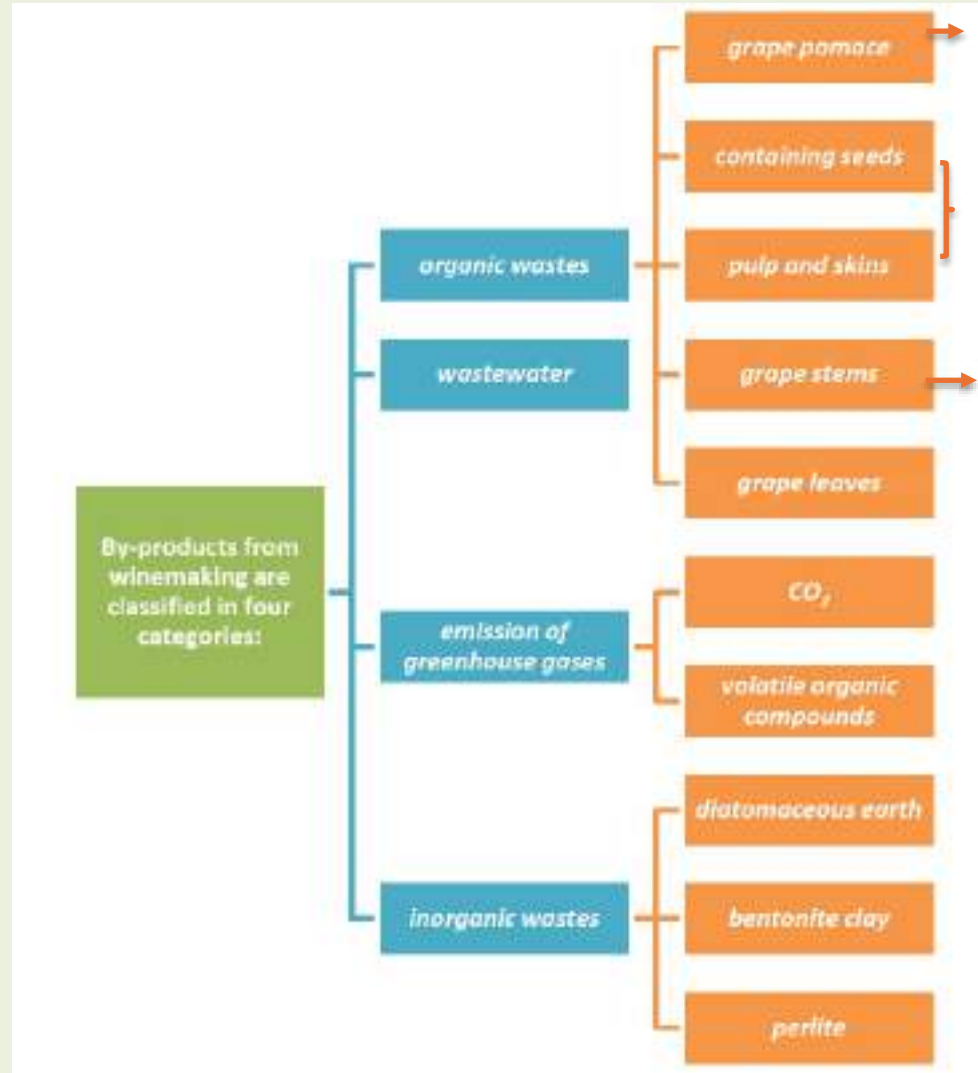 By-products from
winemaking are
classified in four
categories:
organic wastes
grape pomace
containing seeds
pulp and skins
grape stems
grape leaves
wastewater
emission of
greenhouse gases
CO₂
volatile organic
compounds
inorganic wastes
diatomaceous earth
bentonite clay
perlite